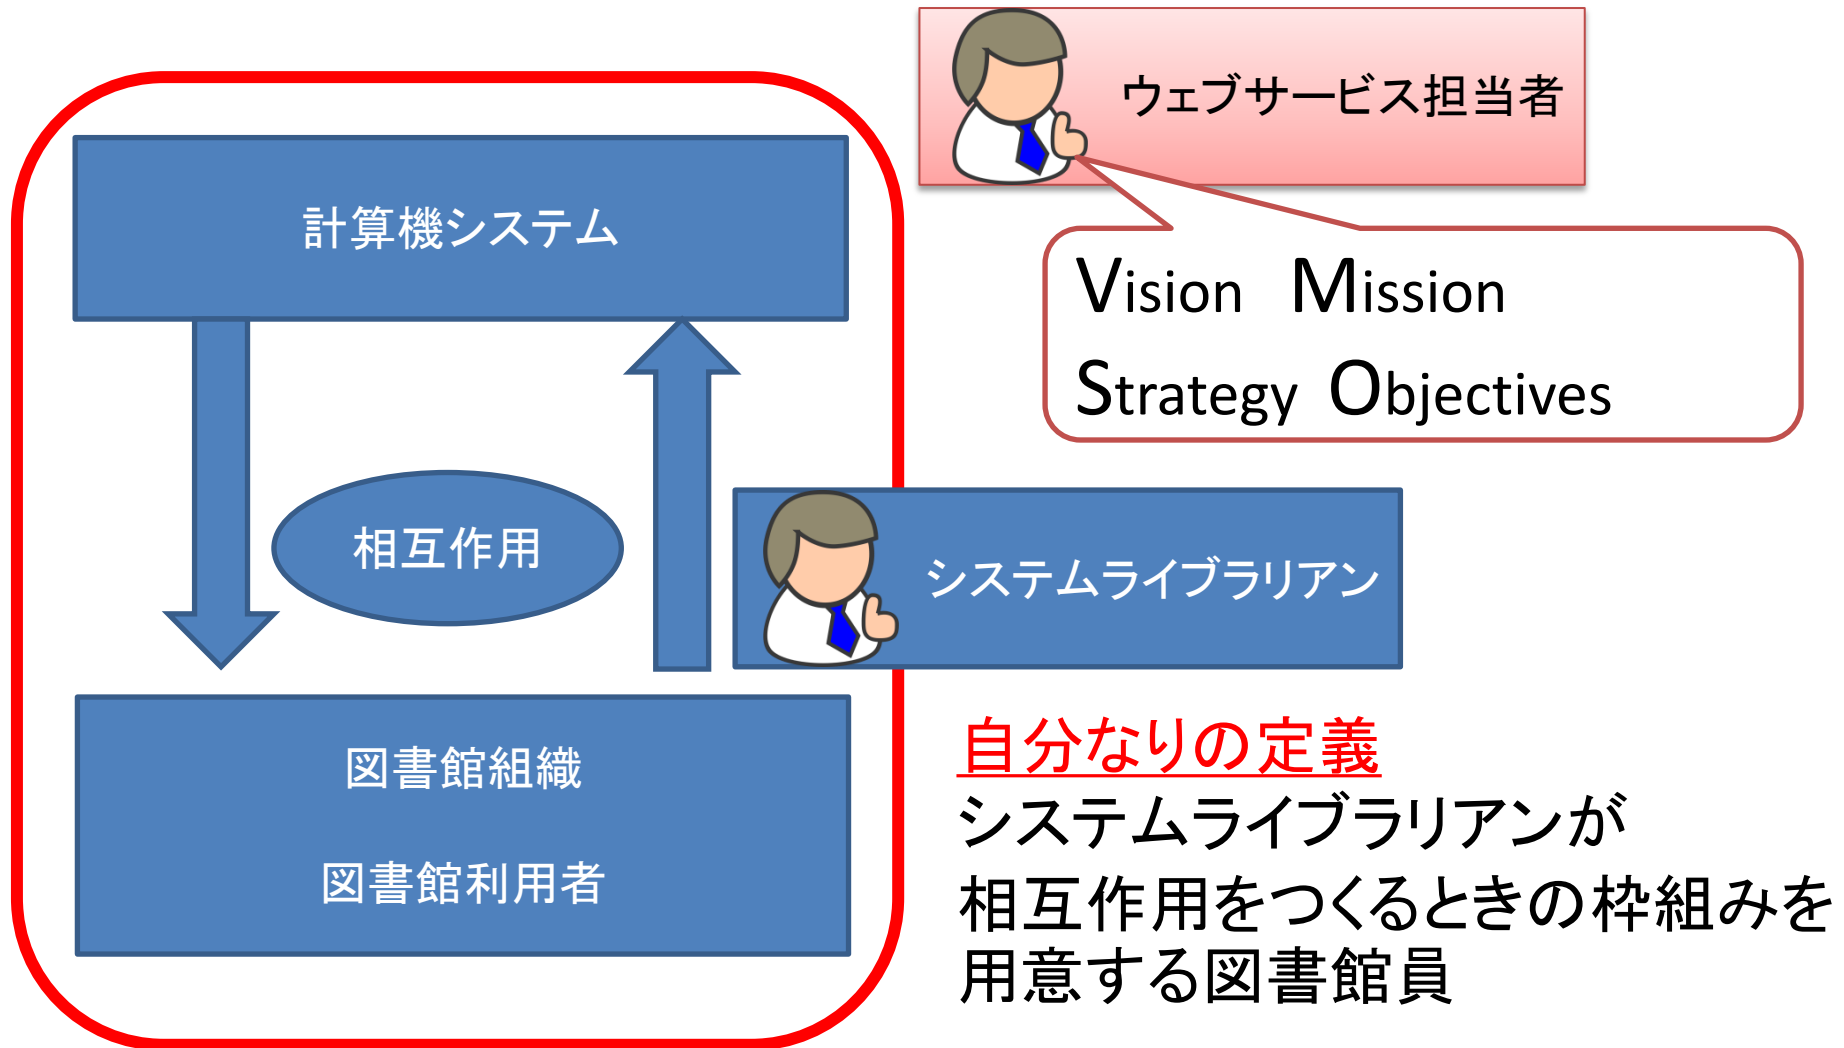 ウェブサービス担当者
計算機システム
Vision Mission
Strategy Objectives
相互作用
システムライブラリアン
図書館組織
図書館利用者
自分なりの定義
システムライブラリアンが
相互作用をつくるときの枠組みを
用意する図書館員